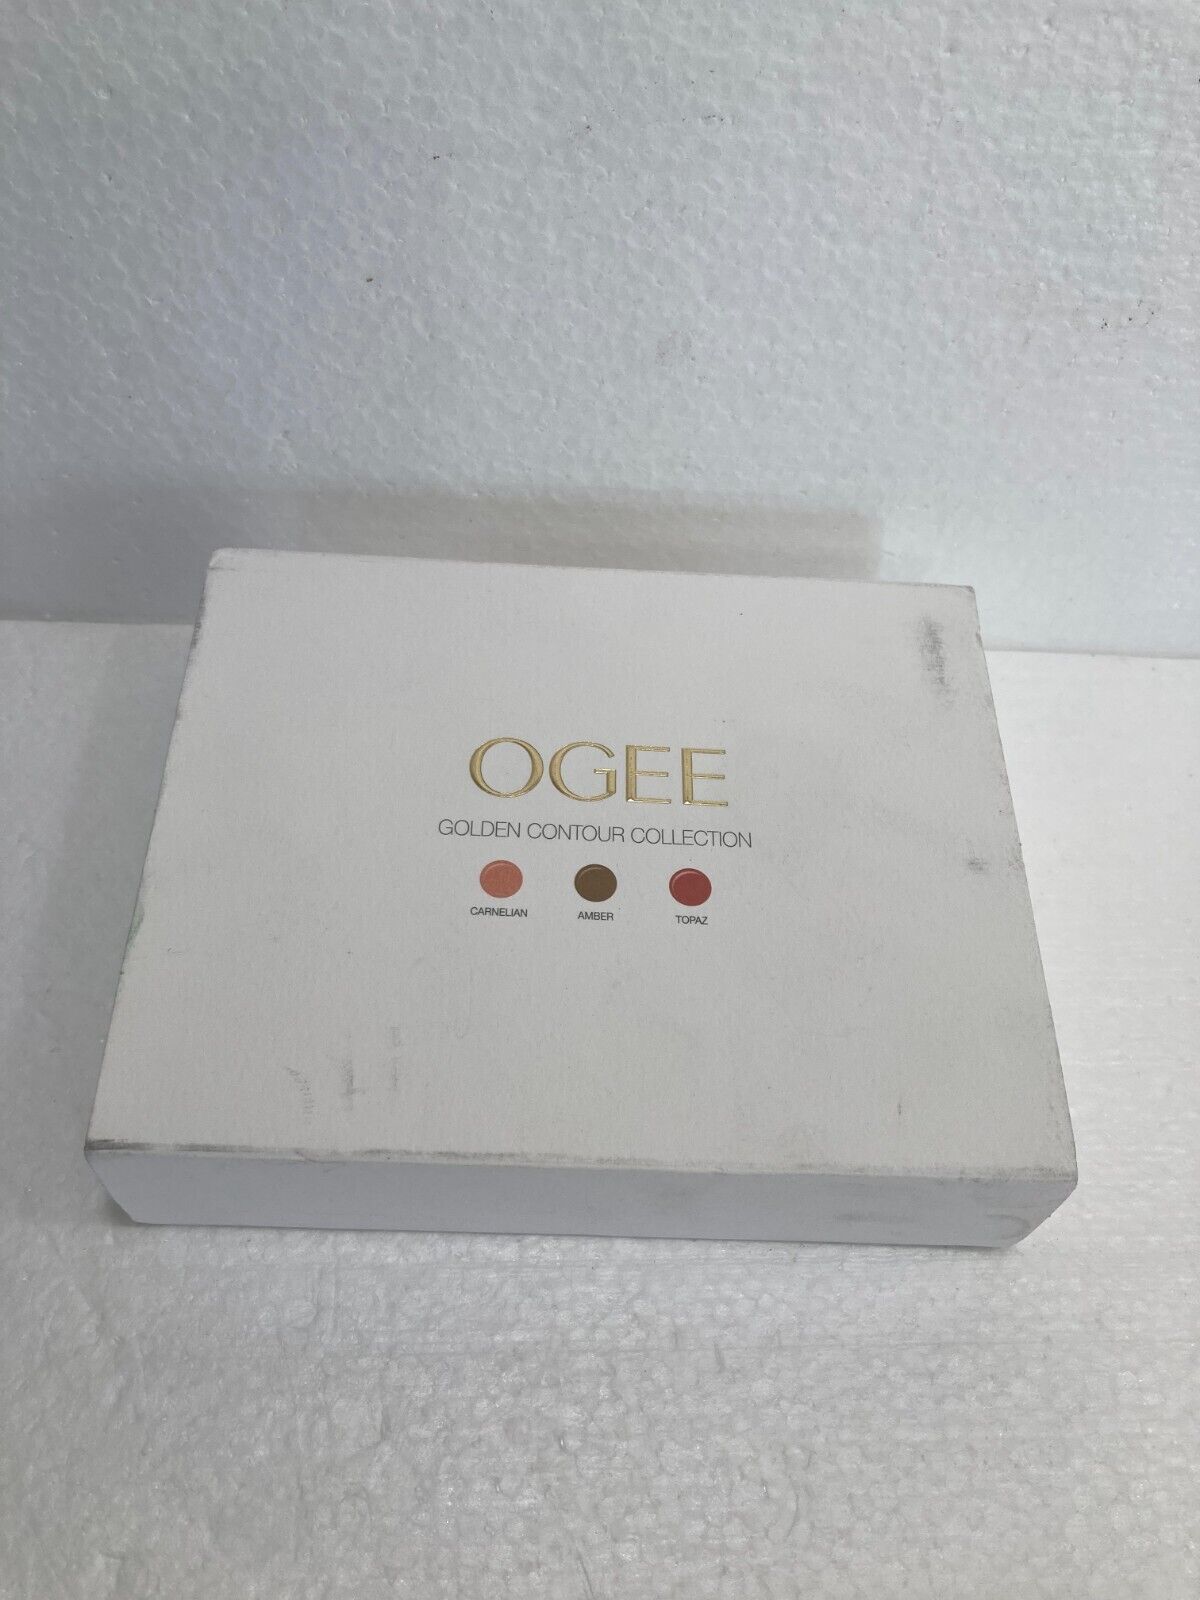 OGEE
GOLDEN CONTOUR COLLECTION
CARNELIAN AMBER TOPAZ